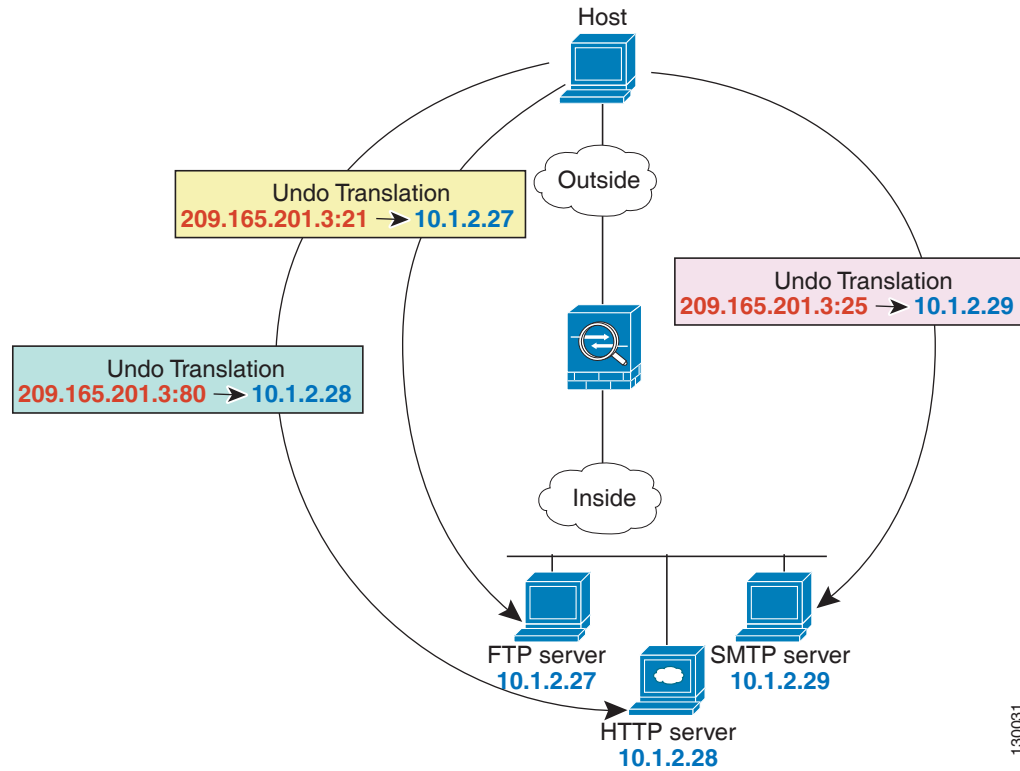 Host
Outside
Undo Translation
209.165.201.3:21 → 10.1.2.27
Undo Translation
209.165.201.3:25 → 10.1.2.29
Undo Translation
209.165.201.3:80 → 10.1.2.28
Inside
FTP server
10.1.2.27
SMTP server
10.1.2.29
HTTP server
10.1.2.28
130031